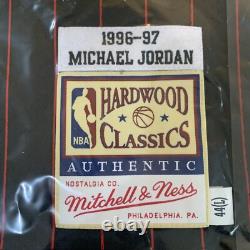 1996-97
MICHAEL JORDAN
NBA
HARDWOOD
CLASSICS
AUTHENTIC
NOSTALGIA CO.
Mitchell & Ness
PHILADELPHIA, PA.
44(L)